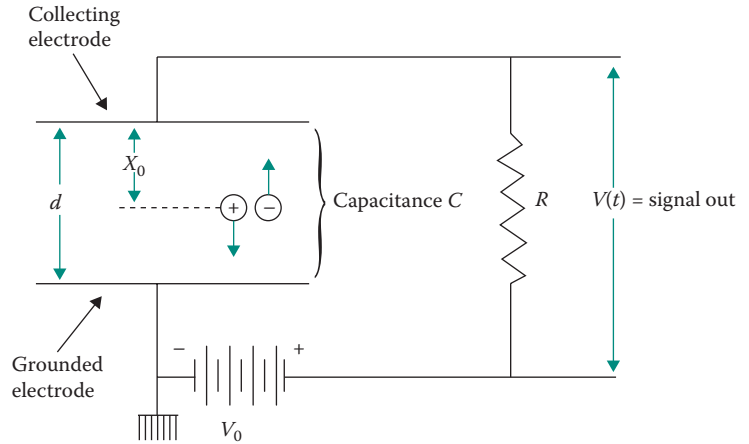 Collecting
electrode
X0
d
+
−
Capacitance C
R
V(t) = signal out
Grounded
electrode
−
+
V0